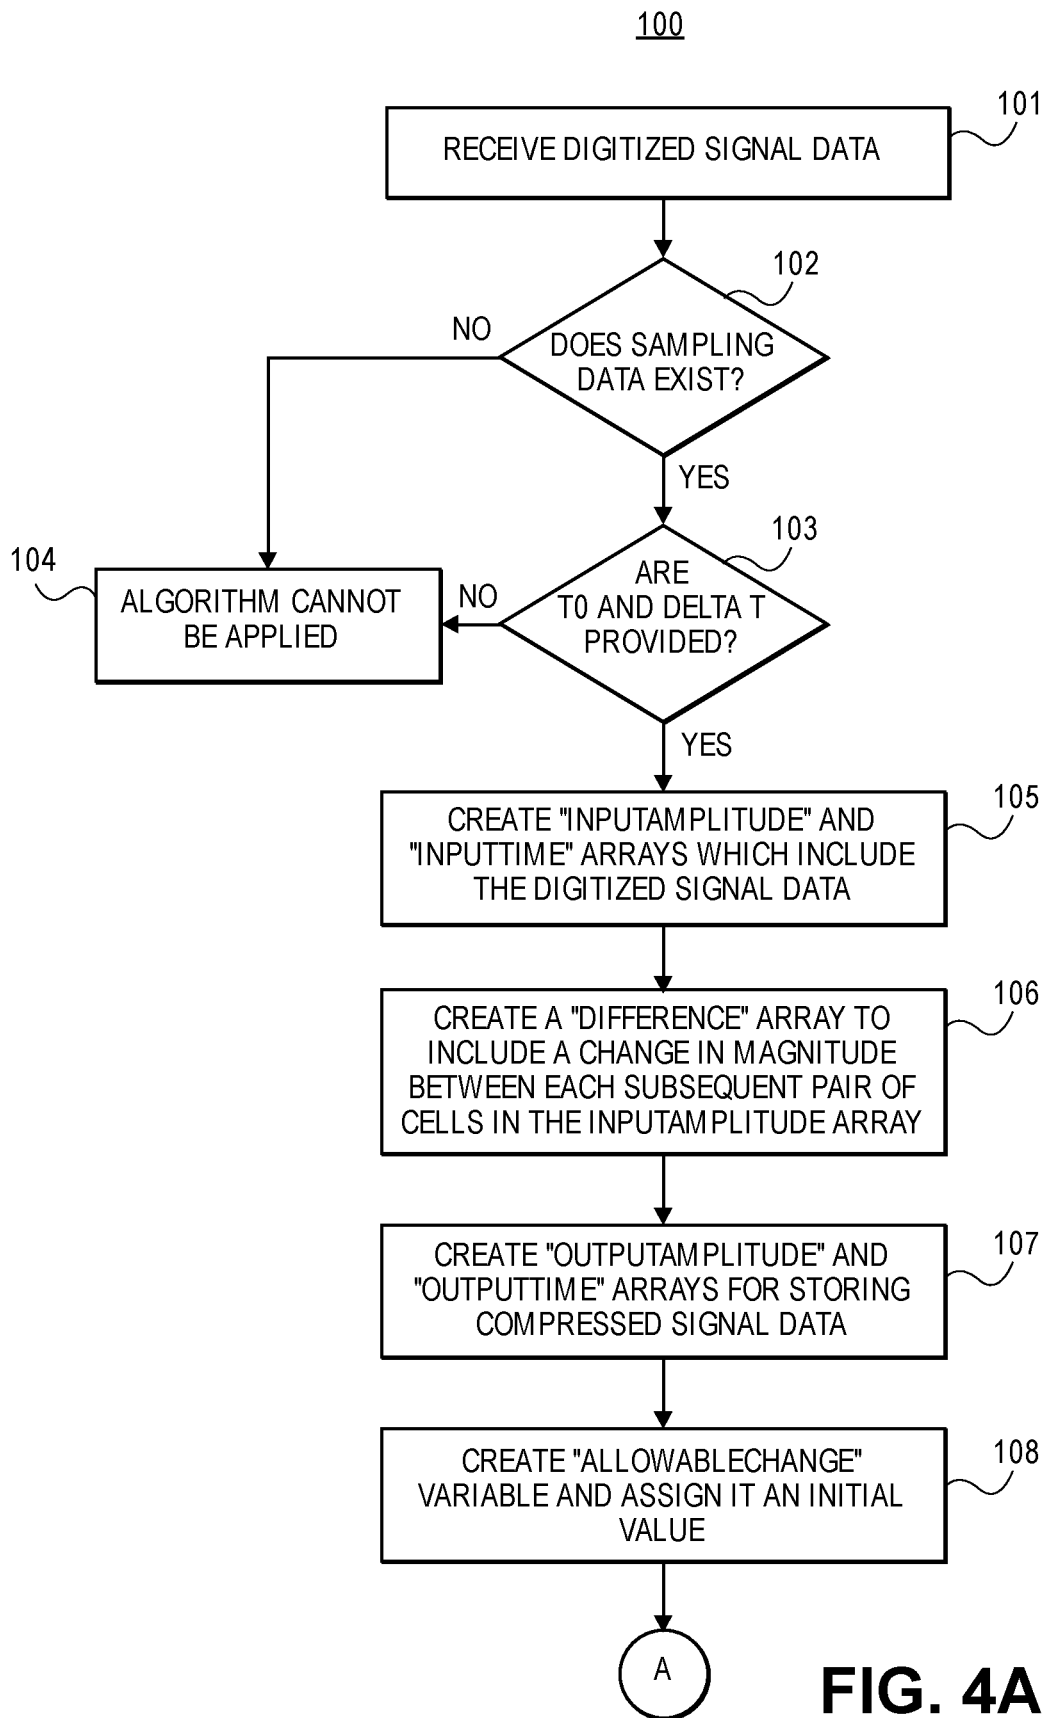 100
101
RECEIVE DIGITIZED SIGNAL DATA
102
NO
DOES SAMPLING
DATA EXIST?
YES
103
104
ARE
T0 AND DELTA T
PROVIDED?
NO
ALGORITHM CANNOT
BE APPLIED
YES
105
CREATE "INPUTAMPLITUDE" AND
"INPUTTIME" ARRAYS WHICH INCLUDE
THE DIGITIZED SIGNAL DATA
106
CREATE A "DIFFERENCE" ARRAY TO
INCLUDE A CHANGE IN MAGNITUDE
BETWEEN EACH SUBSEQUENT PAIR OF
CELLS IN THE INPUTAMPLITUDE ARRAY
107
CREATE "OUTPUTAMPLITUDE" AND
"OUTPUTTIME" ARRAYS FOR STORING
COMPRESSED SIGNAL DATA
108
CREATE "ALLOWABLECHANGE"
VARIABLE AND ASSIGN IT AN INITIAL
VALUE
A
FIG. 4A